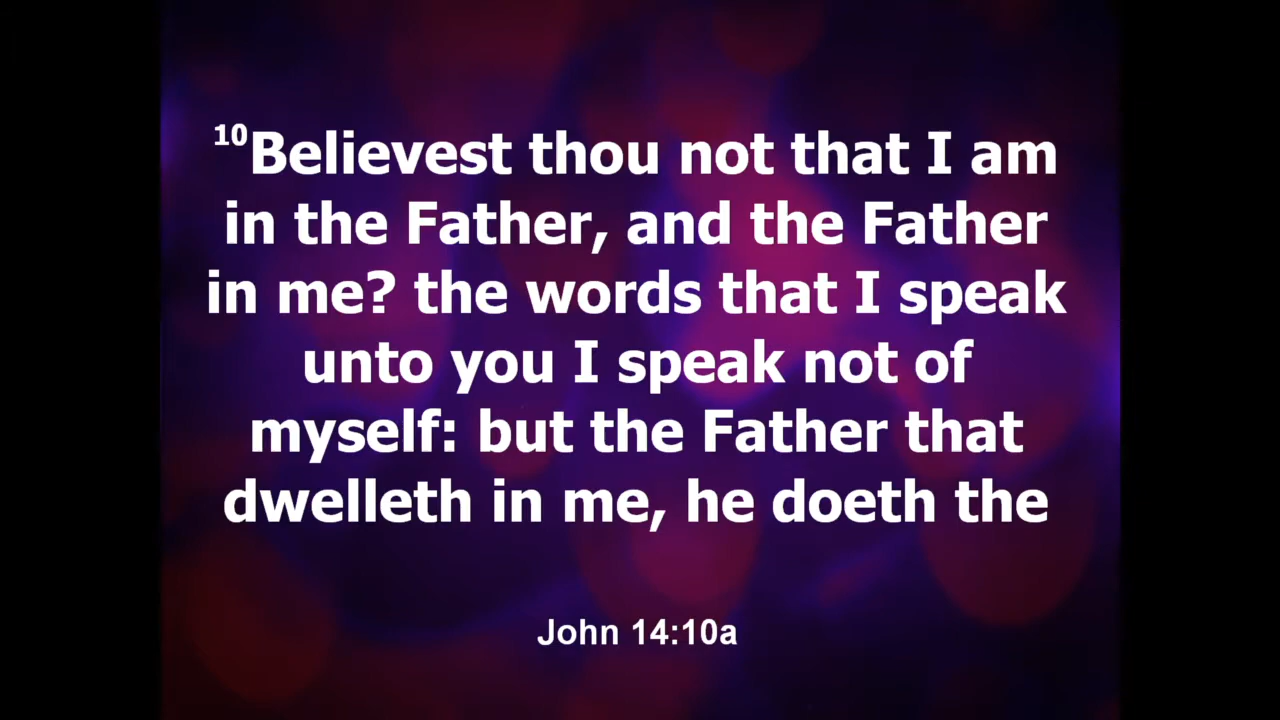 10Believest thou not that I am
in the Father, and the Father
in me? the words that I speak
unto you I speak not of
myself: but the Father that
dwelleth in me, he doeth the
John 14:10a